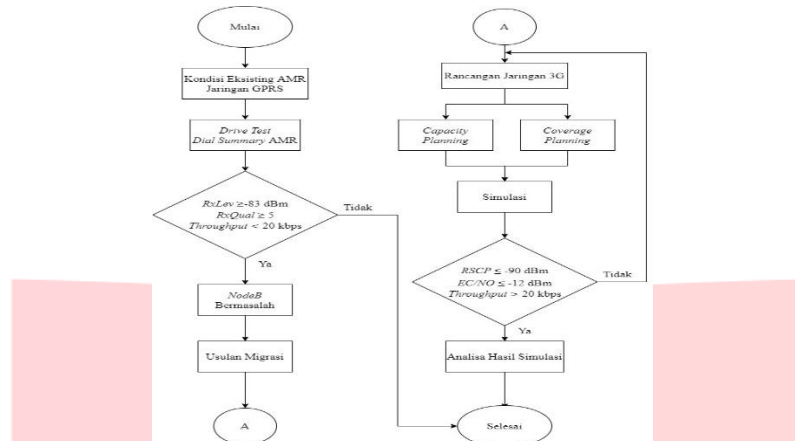 Mulai
Kondisi Eksisting AMR
Jaringan GPRS
Drive Test
Dial Summary AMR
RxLev ≥-83 dBm
RxQual ≥ 5
Throughput < 20 kbps
Tidak
Ya
NodeB
Bermasalah
Usulan Migrasi
A
A
Rancangan Jaringan 3G
Capacity
Planning
Coverage
Planning
Simulasi
RSCP ≤ -90 dBm
EC/NO ≤ -12 dBm
Throughput > 20 kbps
Tidak
Ya
Analisa Hasil Simulasi
Selesai